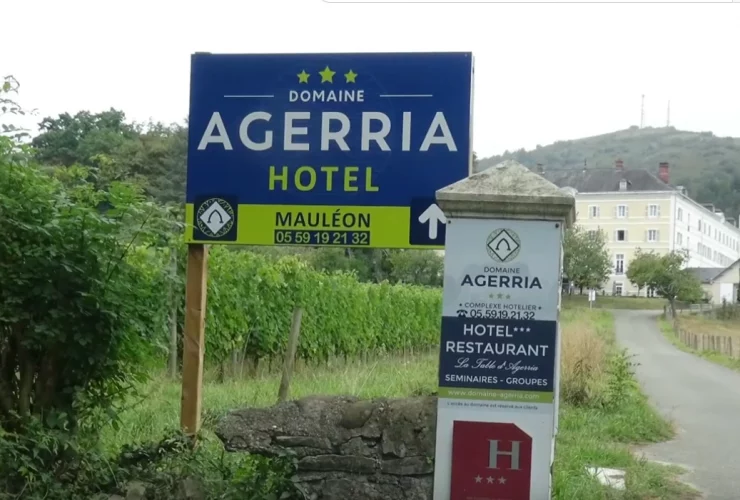 DOMAINE
AGERRIA
HOTEL
MAULÉON
05 59 19 21 32
DOMAINE
AGERRIA
• COMPLEXE HOTELIER •
☎ 05.59.19.21.32
HOTEL***
RESTAURANT
La Table d'Agerria
SEMINAIRES - GROUPES
www.domaine-agerria.com
H
***